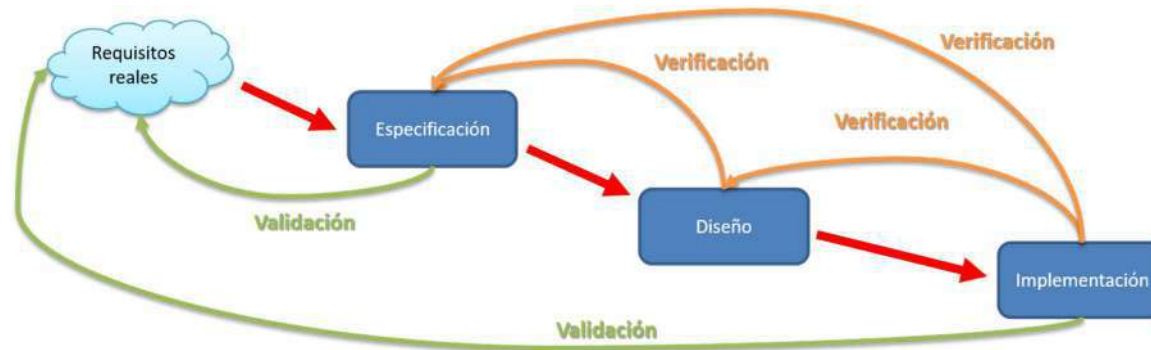 Requisitos
reales
Verificación
Verificación
Especificación
Verificación
Validación
Diseño
Implementación
Validación